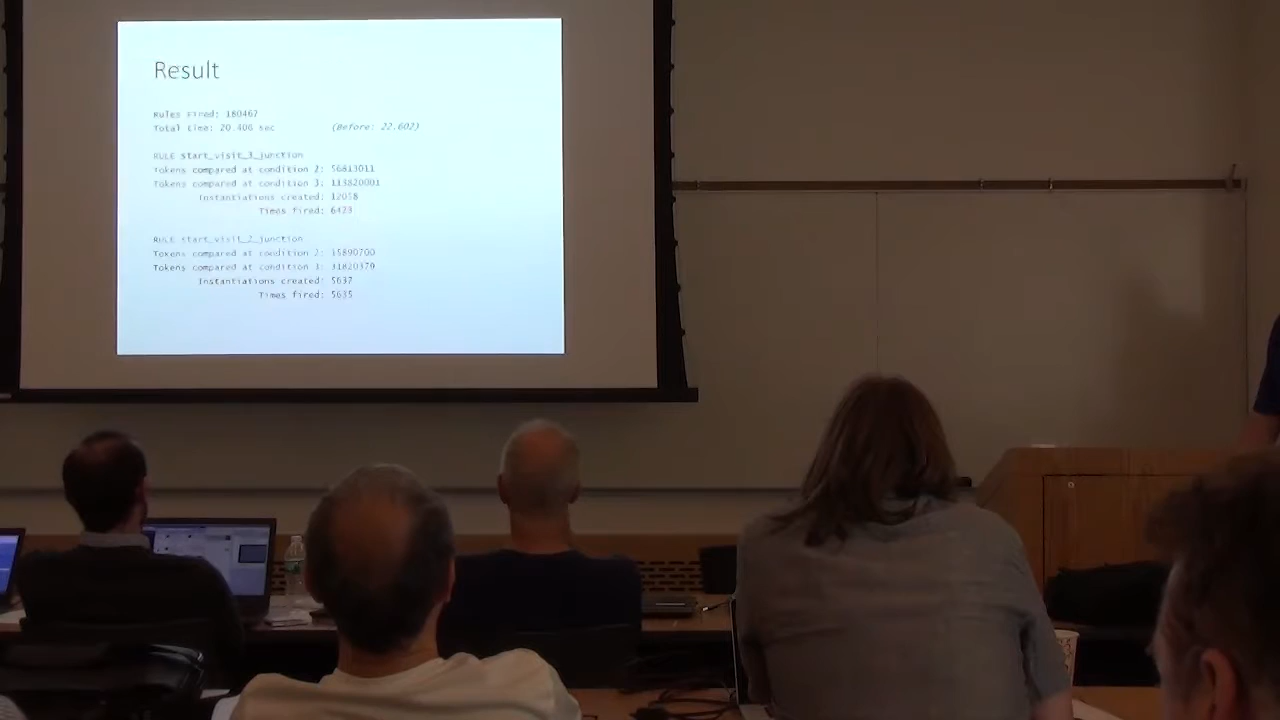 Result
Rules fired: 180467
Total time: 20.406 sec (Before: 22.602)
RULE start_visit_3_junction
Tokens compared at condition 2: 56813011
Tokens compared at condition 3: 113820001
Instantiations created: 12058
Times fired: 6423
RULE start_visit_2_junction
Tokens compared at condition 2: 15890700
Tokens compared at condition 3: 31820379
Instantiations created: 5637
Times fired: 5635